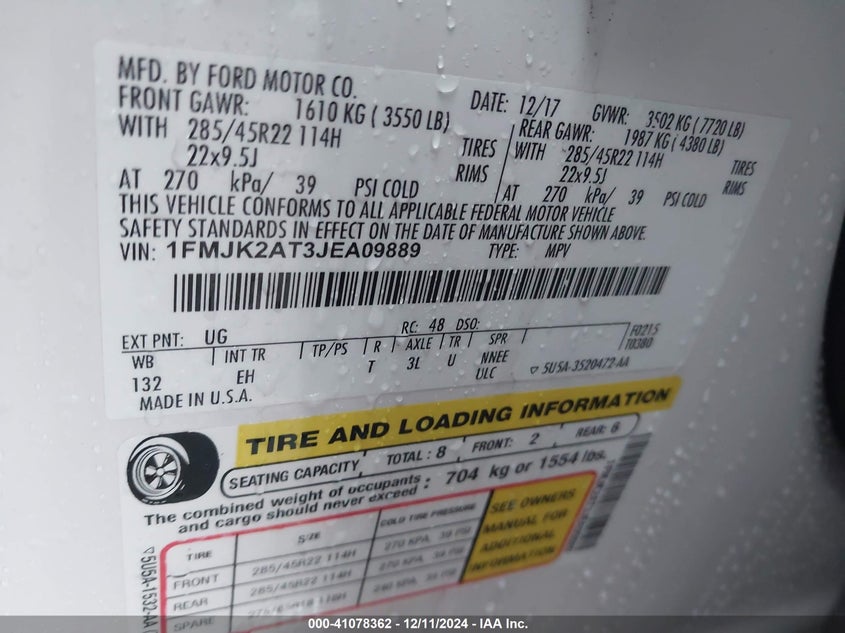 MFD. BY FORD MOTOR CO.
DATE: 12/17 GVWR: 3502 KG ( 7720 LB)
FRONT GAWR: 1610 KG ( 3550 LB) REAR GAWR: 1987 KG ( 4380 LB)
WITH 285/45R22 114H TIRES WITH 285/45R22 114H TIRES
22x9.5J RIMS 22x9.5J RIMS
AT 270 kPa/ 39 PSI COLD AT 270 kPa/ 39 PSI COLD
THIS VEHICLE CONFORMS TO ALL APPLICABLE FEDERAL MOTOR VEHICLE
SAFETY STANDARDS IN EFFECT ON THE DATE OF MANUFACTURE SHOWN ABOVE.
VIN: 1FMJK2AT3JEA09889 TYPE: MPV
EXT PNT: UG RC: 48 DSO: F0215
WB INT TR TP/PS R AXLE TR SPR T0380
132 EH T 3L U NNEE
ULC 5U5A-3520472-AA
MADE IN U.S.A.
TIRE AND LOADING INFORMATION
SEATING CAPACITY TOTAL : 8 FRONT: 2 REAR: 6
The combined weight of occupants and cargo should never exceed : 704 kg or 1554 lbs.
TIRE SIZE COLD TIRE PRESSURE
FRONT 285/45R22 114H 270 KPA, 39 PSI
REAR 285/45R22 114H 270 KPA, 39 PSI
SPARE
SEE OWNERS
MANUAL FOR
ADDITIONAL
INFORMATION
5U5A-1532-AA
000-41078362 - 12/11/2024 - IAA Inc.